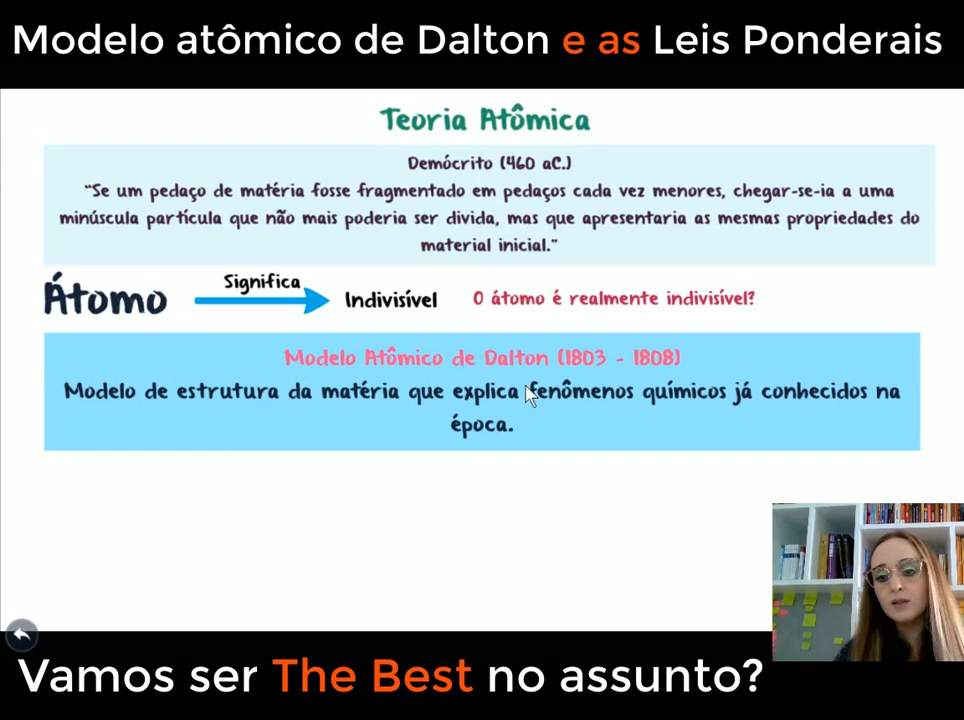 Modelo atômico de Dalton e as Leis Ponderais
Teoria Atômica
Demócrito (460 aC.)
"Se um pedaço de matéria fosse fragmentado em pedaços cada vez menores, chegar-se-ia a uma
minúscula partícula que não mais poderia ser divida, mas que apresentaria as mesmas propriedades do
material inicial."
Significa
Átomo
Indivisível
O átomo é realmente indivisível?
Modelo Atômico de Dalton (1803 - 1808)
Modelo de estrutura da matéria que explica fenômenos químicos já conhecidos na
época.
Vamos ser The Best no assunto?